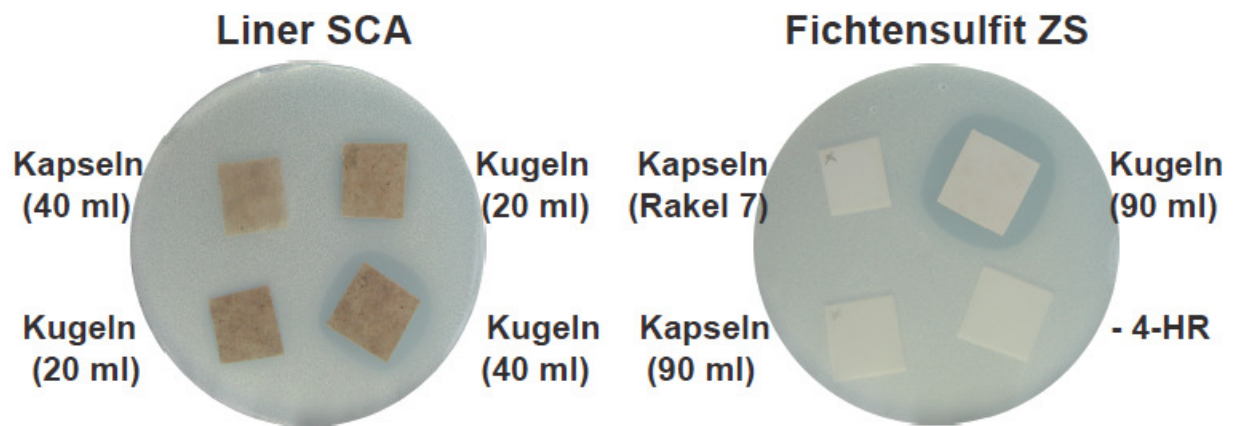 Liner SCA
Kapseln
(40 ml)
Kugeln
(20 ml)
Kugeln
(20 ml)
Kugeln
(40 ml)
Fichtensulfit ZS
Kapseln
(Rakel 7)
Kugeln
(90 ml)
Kapseln
(90 ml)
- 4-HR